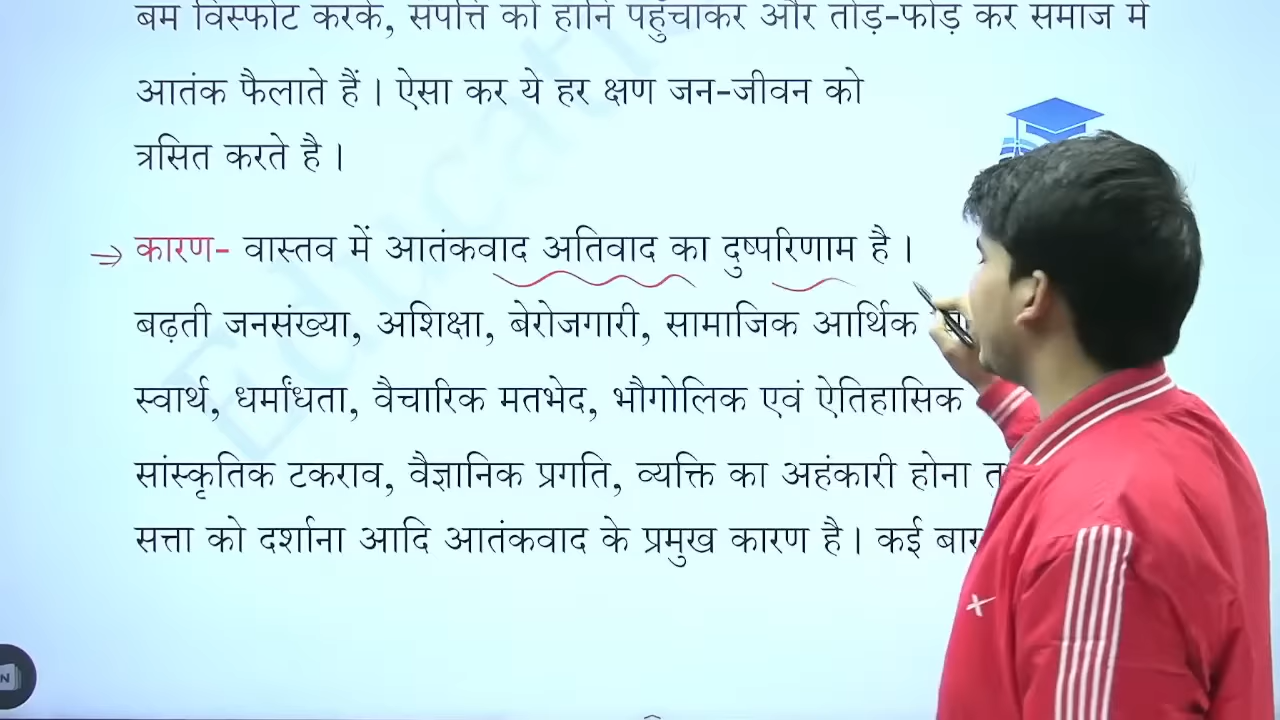 बम विस्फोट करके, संपत्ति को हानि पहुँचाकर और तोड़-फोड़ कर समाज में
आतंक फैलाते हैं। ऐसा कर ये हर क्षण जन-जीवन को
त्रसित करते है।
कारण- वास्तव में आतंकवाद अतिवाद का दुष्परिणाम है।
बढ़ती जनसंख्या, अशिक्षा, बेरोजगारी, सामाजिक आर्थिक
स्वार्थ, धर्मांधता, वैचारिक मतभेद, भौगोलिक एवं ऐतिहासिक
सांस्कृतिक टकराव, वैज्ञानिक प्रगति, व्यक्ति का अहंकारी होना
सत्ता को दर्शाना आदि आतंकवाद के प्रमुख कारण है। कई बार